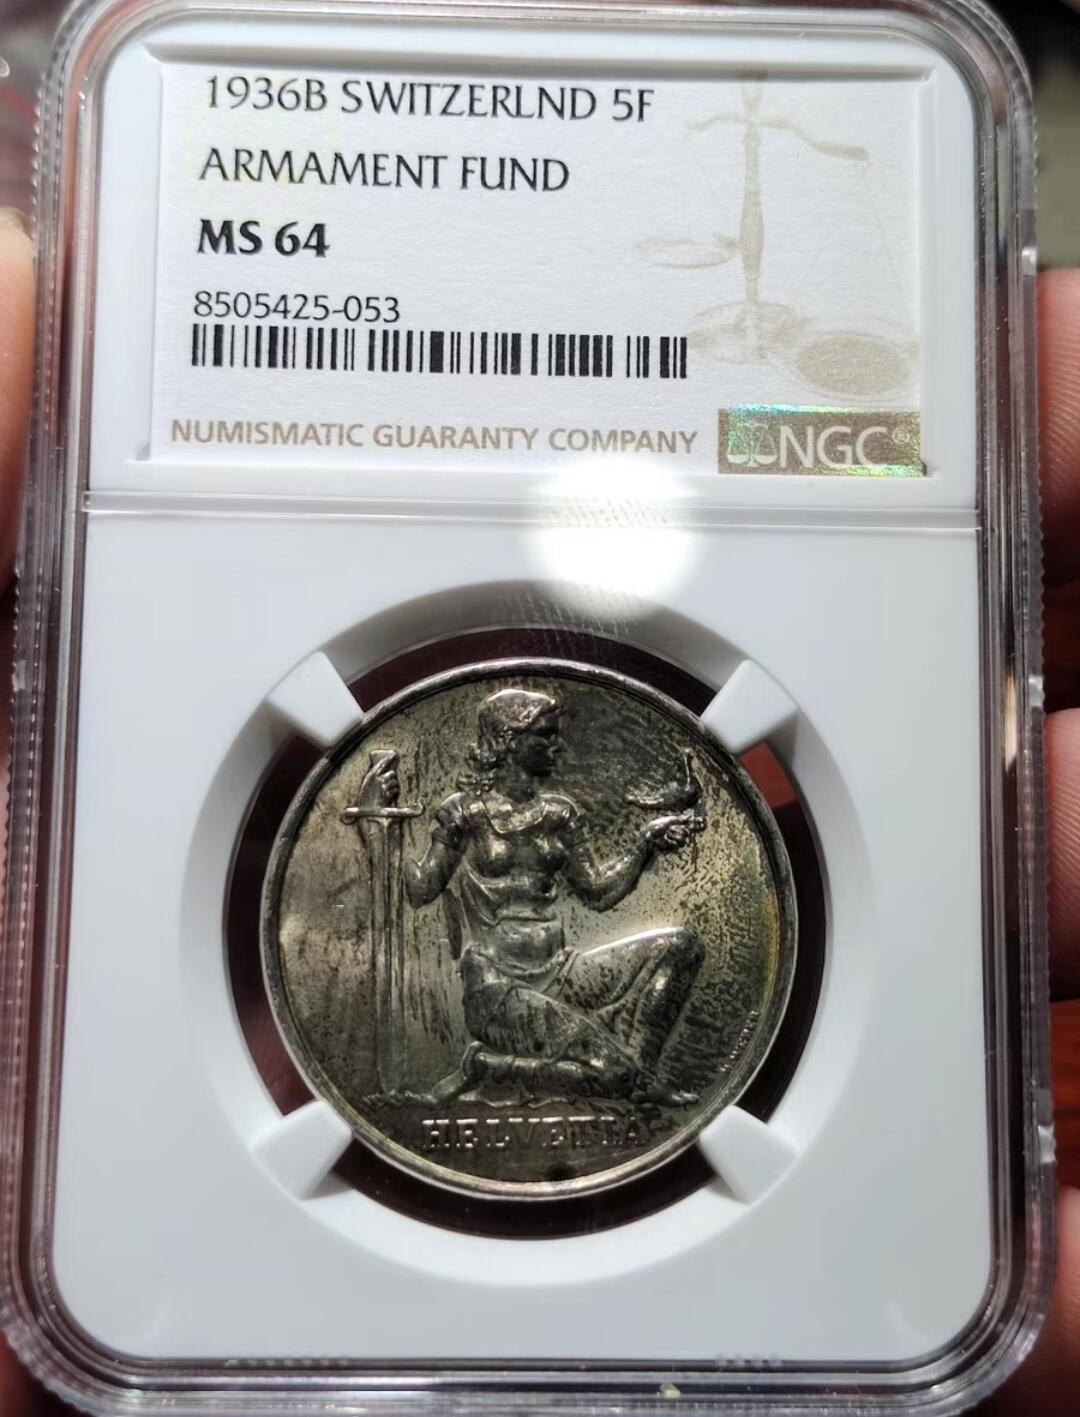 1936B SWITZERLND 5F
ARMAMENT FUND
MS 64
8505425-053
NUMISMATIC GUARANTY COMPANY
NGC®
HELVETIA